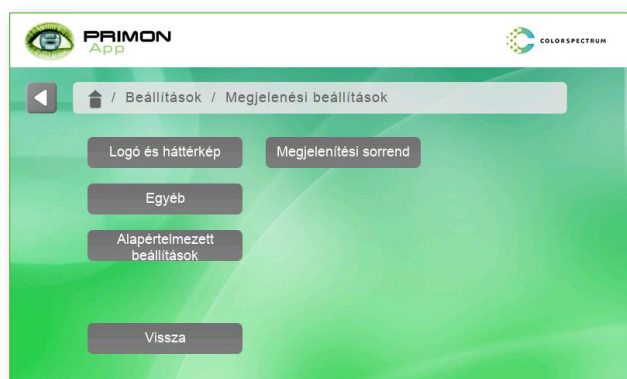 PRIMON
App
COLORSPECTRUM
/ Beállítások / Megjelenési beállítások
Logó és háttérkép
Megjelenítési sorrend
Egyéb
Alapértelmezett
beállítások
Vissza